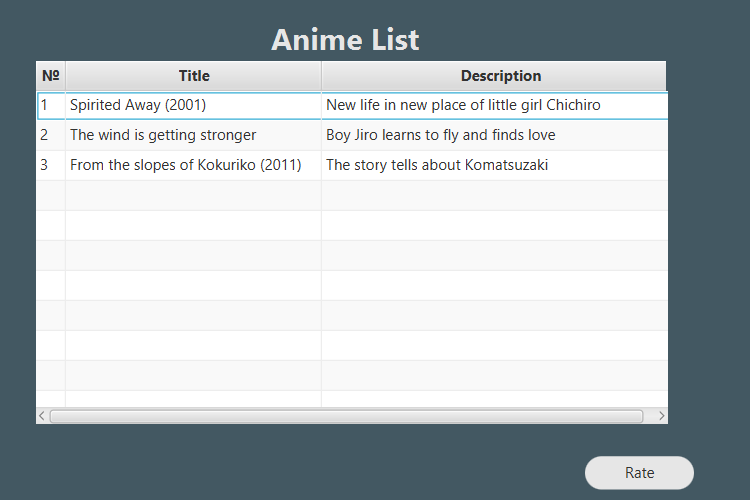 Anime List
№ Title Description
1 Spirited Away (2001) New life in new place of little girl Chichiro
2 The wind is getting stronger Boy Jiro learns to fly and finds love
3 From the slopes of Kokuriko (2011) The story tells about Komatsuzaki
Rate